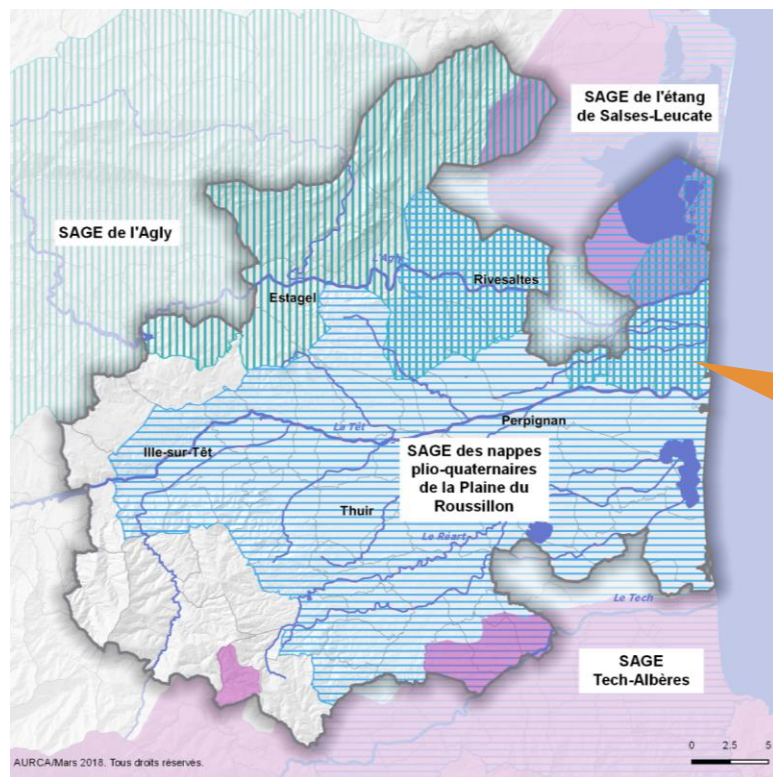 SAGE de l'étang
de Salses-Leucate
SAGE de l'Agly
L'Agly
Rivesaltes
Estagel
Perpignan
La Têt
Ille-sur-Têt
SAGE des nappes
plio-quaternaires
de la Plaine du
Roussillon
Thuir
Le Réart
Le Tech
SAGE
Tech-Albères
0 2.5 5
AURCA/Mars 2018. Tous droits réservés.